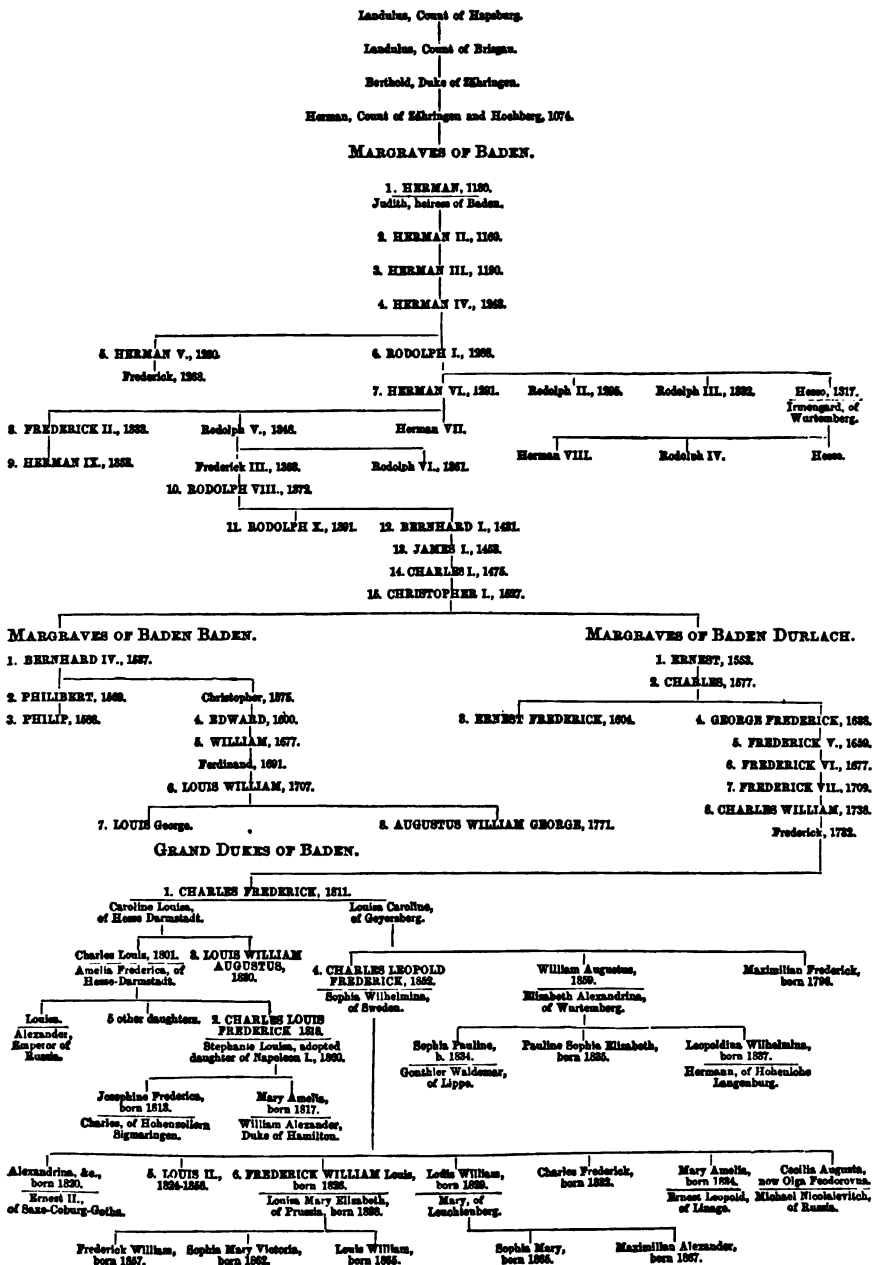 Landulus, Count of Hapsburg.
Landulus, Count of Brisgau.
Berthold, Duke of Zähringen.
Herman, Count of Zähringen and Hochberg, 1074.
MARGRAVES OF BADEN.
1. HERMAN, 1130.
Judith, heiress of Baden.
2. HERMAN II., 1160.
3. HERMAN III., 1190.
4. HERMAN IV., 1243.
5. HERMAN V., 1250. 6. RODOLPH I., 1288.
Frederick, 1268.
7. HERMAN VI., 1291. Rodolph II., 1295. Rodolph III., 1332. Hesso, 1317.
Irmengard, of
Wurtemberg.
8. FREDERICK II., 1333. Rodolph V., 1348. Herman VII.
Herman VIII. Rodolph IV. Hesso.
9. HERMAN IX., 1353. Frederick III., 1353. Rodolph VI., 1361.
10. RODOLPH VIII., 1372.
11. RODOLPH X., 1391. 12. BERNHARD I., 1431.
13. JAMES I., 1453.
14. CHARLES I., 1475.
15. CHRISTOPHER I., 1527.
MARGRAVES OF BADEN BADEN. MARGRAVES OF BADEN DURLACH.
1. BERNHARD IV., 1537. 1. ERNEST, 1553.
2. CHARLES, 1577.
2. PHILIBERT, 1569. Christopher, 1575.
3. PHILIP, 1588. 4. EDWARD, 1600. 3. ERNEST FREDERICK, 1604. 4. GEORGE FREDERICK, 1638.
5. WILLIAM, 1677. 5. FREDERICK V., 1659.
Ferdinand, 1691. 6. FREDERICK VI., 1677.
6. LOUIS WILLIAM, 1707. 7. FREDERICK VII., 1709.
8. CHARLES WILLIAM, 1738.
7. LOUIS George. 8. AUGUSTUS WILLIAM GEORGE, 1771. Frederick, 1732.
GRAND DUKES OF BADEN.
1. CHARLES FREDERICK, 1811.
Caroline Louisa, Louisa Caroline,
of Hesse Darmstadt. of Geyersberg.
Charles Louis, 1801. 3. LOUIS WILLIAM
Amelia Frederica, of AUGUSTUS,
Hesse-Darmstadt. 1830.
4. CHARLES LEOPOLD William Augustus, Maximilian Frederick,
FREDERICK, 1852. 1859. born 1796.
Sophia Wilhelmina, Elizabeth Alexandrina,
of Sweden. of Wurtemberg.
Louisa. 5 other daughters. 2. CHARLES LOUIS
Alexander, FREDERICK 1818.
Emperor of Stephanie Louisa, adopted
Russia. daughter of Napoleon I., 1860.
Sophia Pauline, Pauline Sophia Elizabeth, Leopoldina Wilhelmina,
b. 1834. born 1835. born 1837.
Gonthier Waldemar, Hermann, of Hohenlohe
of Lippe. Langenburg.
Josephine Frederica, Mary Amelia,
born 1813. born 1817.
Charles, of Hohenzollern William Alexander,
Sigmaringen. Duke of Hamilton.
Alexandrina, &c., 5. LOUIS II., 6. FREDERICK WILLIAM Louis, Louis William, Charles Frederick, Mary Amelia, Cecilia Augusta,
born 1820. 1824-1858. born 1826. born 1829. born 1832. born 1834. now Olga Feodorovna.
Ernest II., Louisa Mary Elizabeth, Mary, of Ernest Leopold, Michael Nicolaievitch,
of Saxe-Coburg-Gotha. of Prussia, born 1838. Leuchtenberg. of Linage. of Russia.
Frederick William, Sophia Mary Victoria, Louis William, Sophia Mary, Maximilian Alexander,
born 1857. born 1862. born 1865. born 1865. born 1867.